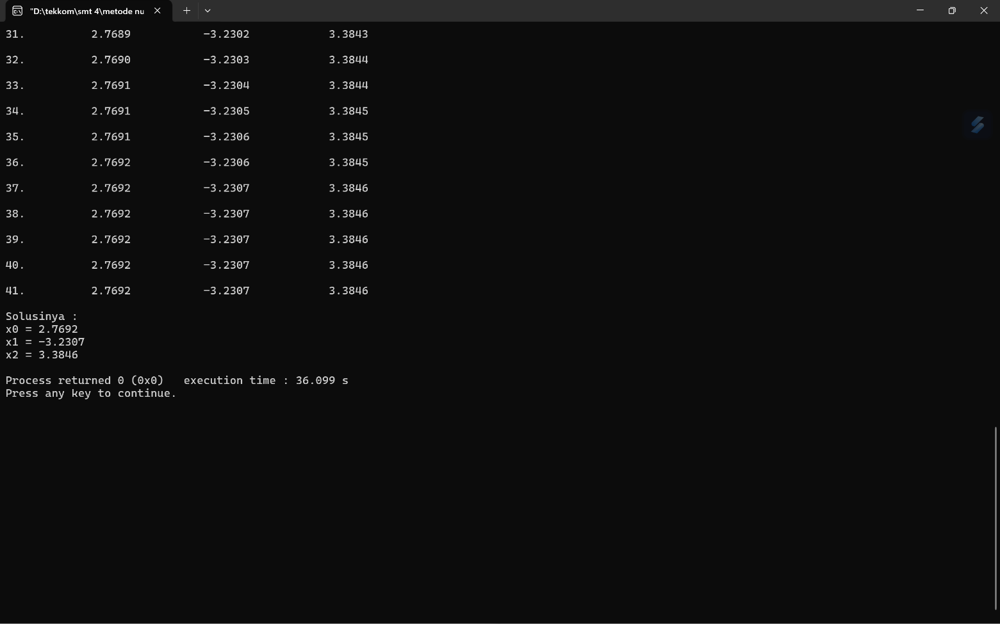 "D:\tekkom\smt 4\metode nu
31. 2.7689 -3.2302 3.3843
32. 2.7690 -3.2303 3.3844
33. 2.7691 -3.2304 3.3844
34. 2.7691 -3.2305 3.3845
35. 2.7691 -3.2306 3.3845
36. 2.7692 -3.2306 3.3845
37. 2.7692 -3.2307 3.3846
38. 2.7692 -3.2307 3.3846
39. 2.7692 -3.2307 3.3846
40. 2.7692 -3.2307 3.3846
41. 2.7692 -3.2307 3.3846
Solusinya :
x0 = 2.7692
x1 = -3.2307
x2 = 3.3846
Process returned 0 (0x0)   execution time : 36.099 s
Press any key to continue.